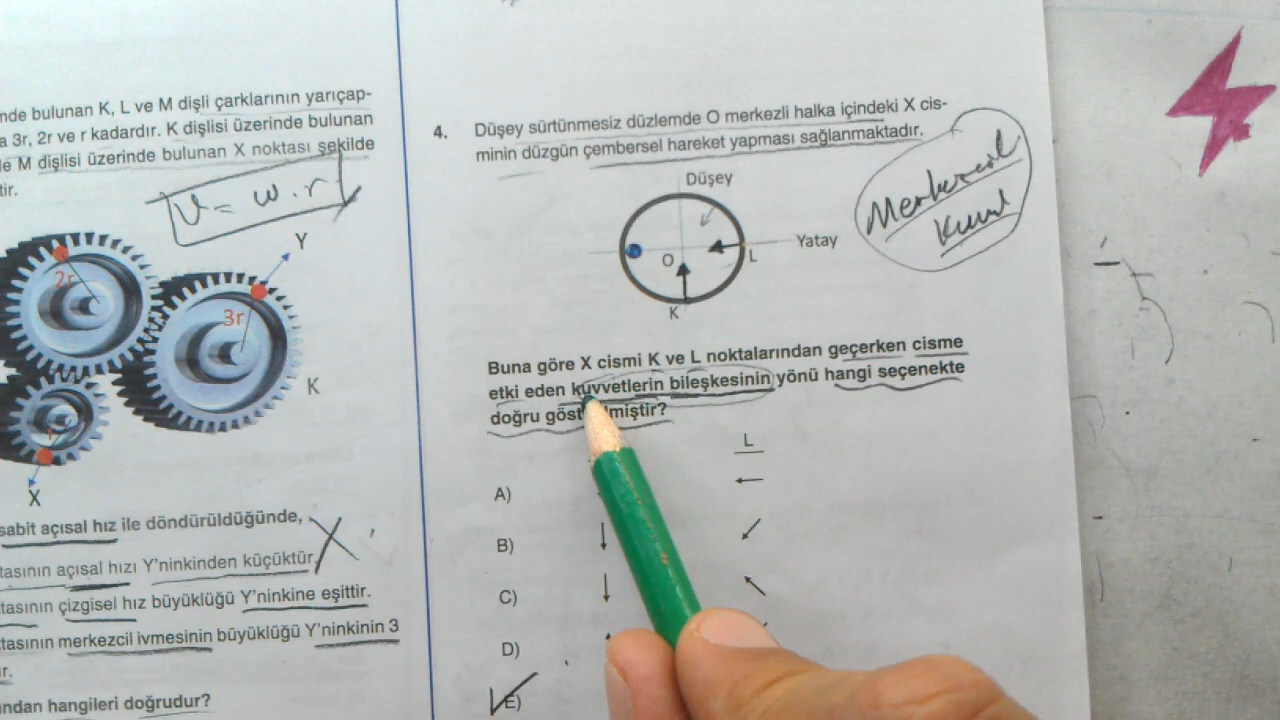 nde bulunan K, L ve M dişli çarklarının yarıçap-
a 3r, 2r ve r kadardır. K dişlisi üzerinde bulunan
le M dişlisi üzerinde bulunan X noktası şekilde
tir.
V = w . r
Y
2r
3r
K
r
X
sabit açısal hız ile döndürüldüğünde,
tasının açısal hızı Y'ninkinden küçüktür.
tasının çizgisel hız büyüklüğü Y'ninkine eşittir.
tasının merkezcil ivmesinin büyüklüğü Y'ninkinin 3
ır.
ından hangileri doğrudur?
4. Düşey sürtünmesiz düzlemde O merkezli halka içindeki X cis-
minin düzgün çembersel hareket yapması sağlanmaktadır.
Merkezcil
Kuvvet
Düşey
Yatay
O
L
K
Buna göre X cismi K ve L noktalarından geçerken cisme
etki eden kuvvetlerin bileşkesinin yönü hangi seçenekte
doğru
L
A)
B)
C)
D)
E)